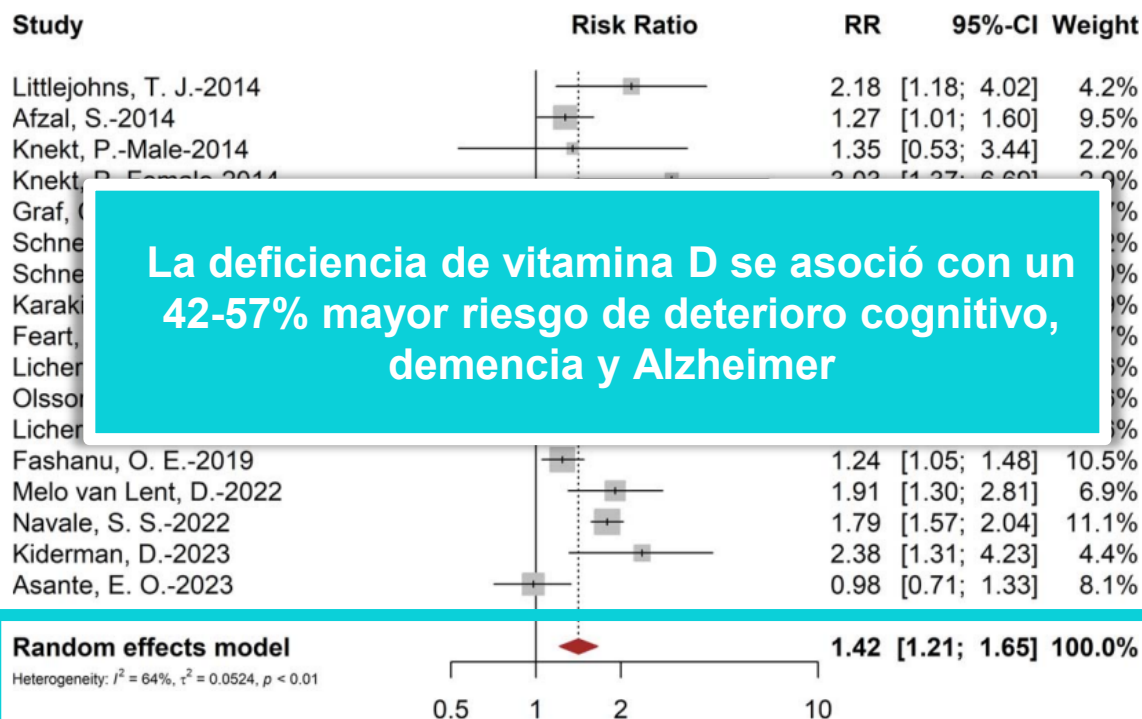 Study Risk Ratio RR 95%-CI Weight
Littlejohns, T. J.-2014 2.18 [1.18; 4.02] 4.2%
Afzal, S.-2014 1.27 [1.01; 1.60] 9.5%
Knekt, P.-Male-2014 1.35 [0.53; 3.44] 2.2%
Knekt,
Graf,
Feart,
La deficiencia de vitamina D se asoció con un
42-57% mayor riesgo de deterioro cognitivo,
demencia y Alzheimer
Fashanu, O. E.-2019 1.24 [1.05; 1.48] 10.5%
Melo van Lent, D.-2022 1.91 [1.30; 2.81] 6.9%
Navale, S. S.-2022 1.79 [1.57; 2.04] 11.1%
Kiderman, D.-2023 2.38 [1.31; 4.23] 4.4%
Asante, E. O.-2023 0.98 [0.71; 1.33] 8.1%
Random effects model 1.42 [1.21; 1.65] 100.0%
Heterogeneity: I² = 64%, τ² = 0.0524, p < 0.01
0.5 1 2 10